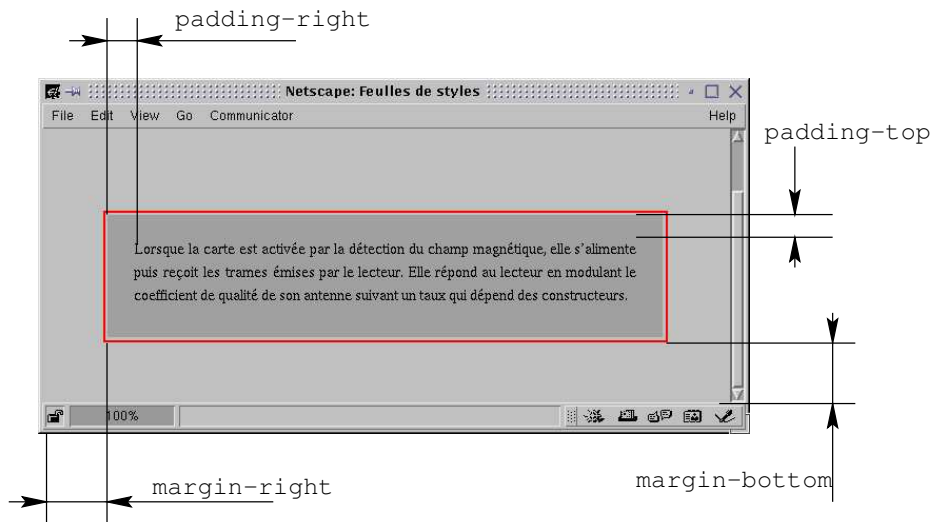 padding-right
Netscape: Feuilles de styles
File Edit View Go Communicator Help
padding-top
Lorsque la carte est activée par la détection du champ magnétique, elle s'alimente
puis reçoit les trames émises par le lecteur. Elle répond au lecteur en modulant le
coefficient de qualité de son antenne suivant un taux qui dépend des constructeurs.
100%
margin-right
margin-bottom